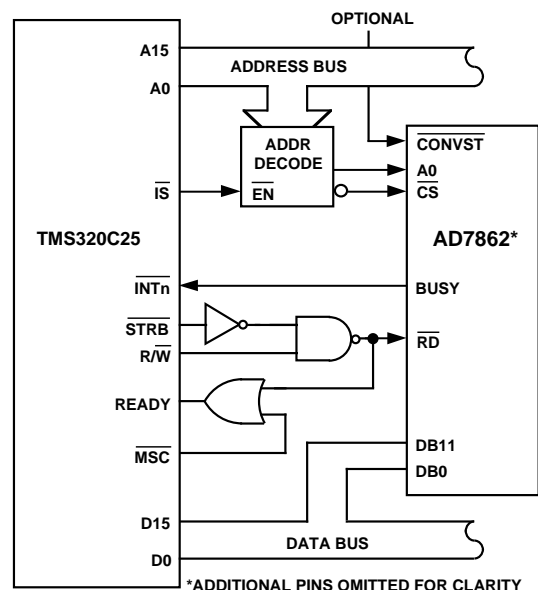 OPTIONAL
A15
ADDRESS BUS
A0
ADDR
DECODE
CONVST
A0
IS
EN
CS
TMS320C25
AD7862*
INTn
BUSY
STRB
R/W
RD
READY
MSC
DB11
DB0
D15
DATA BUS
D0
*ADDITIONAL PINS OMITTED FOR CLARITY